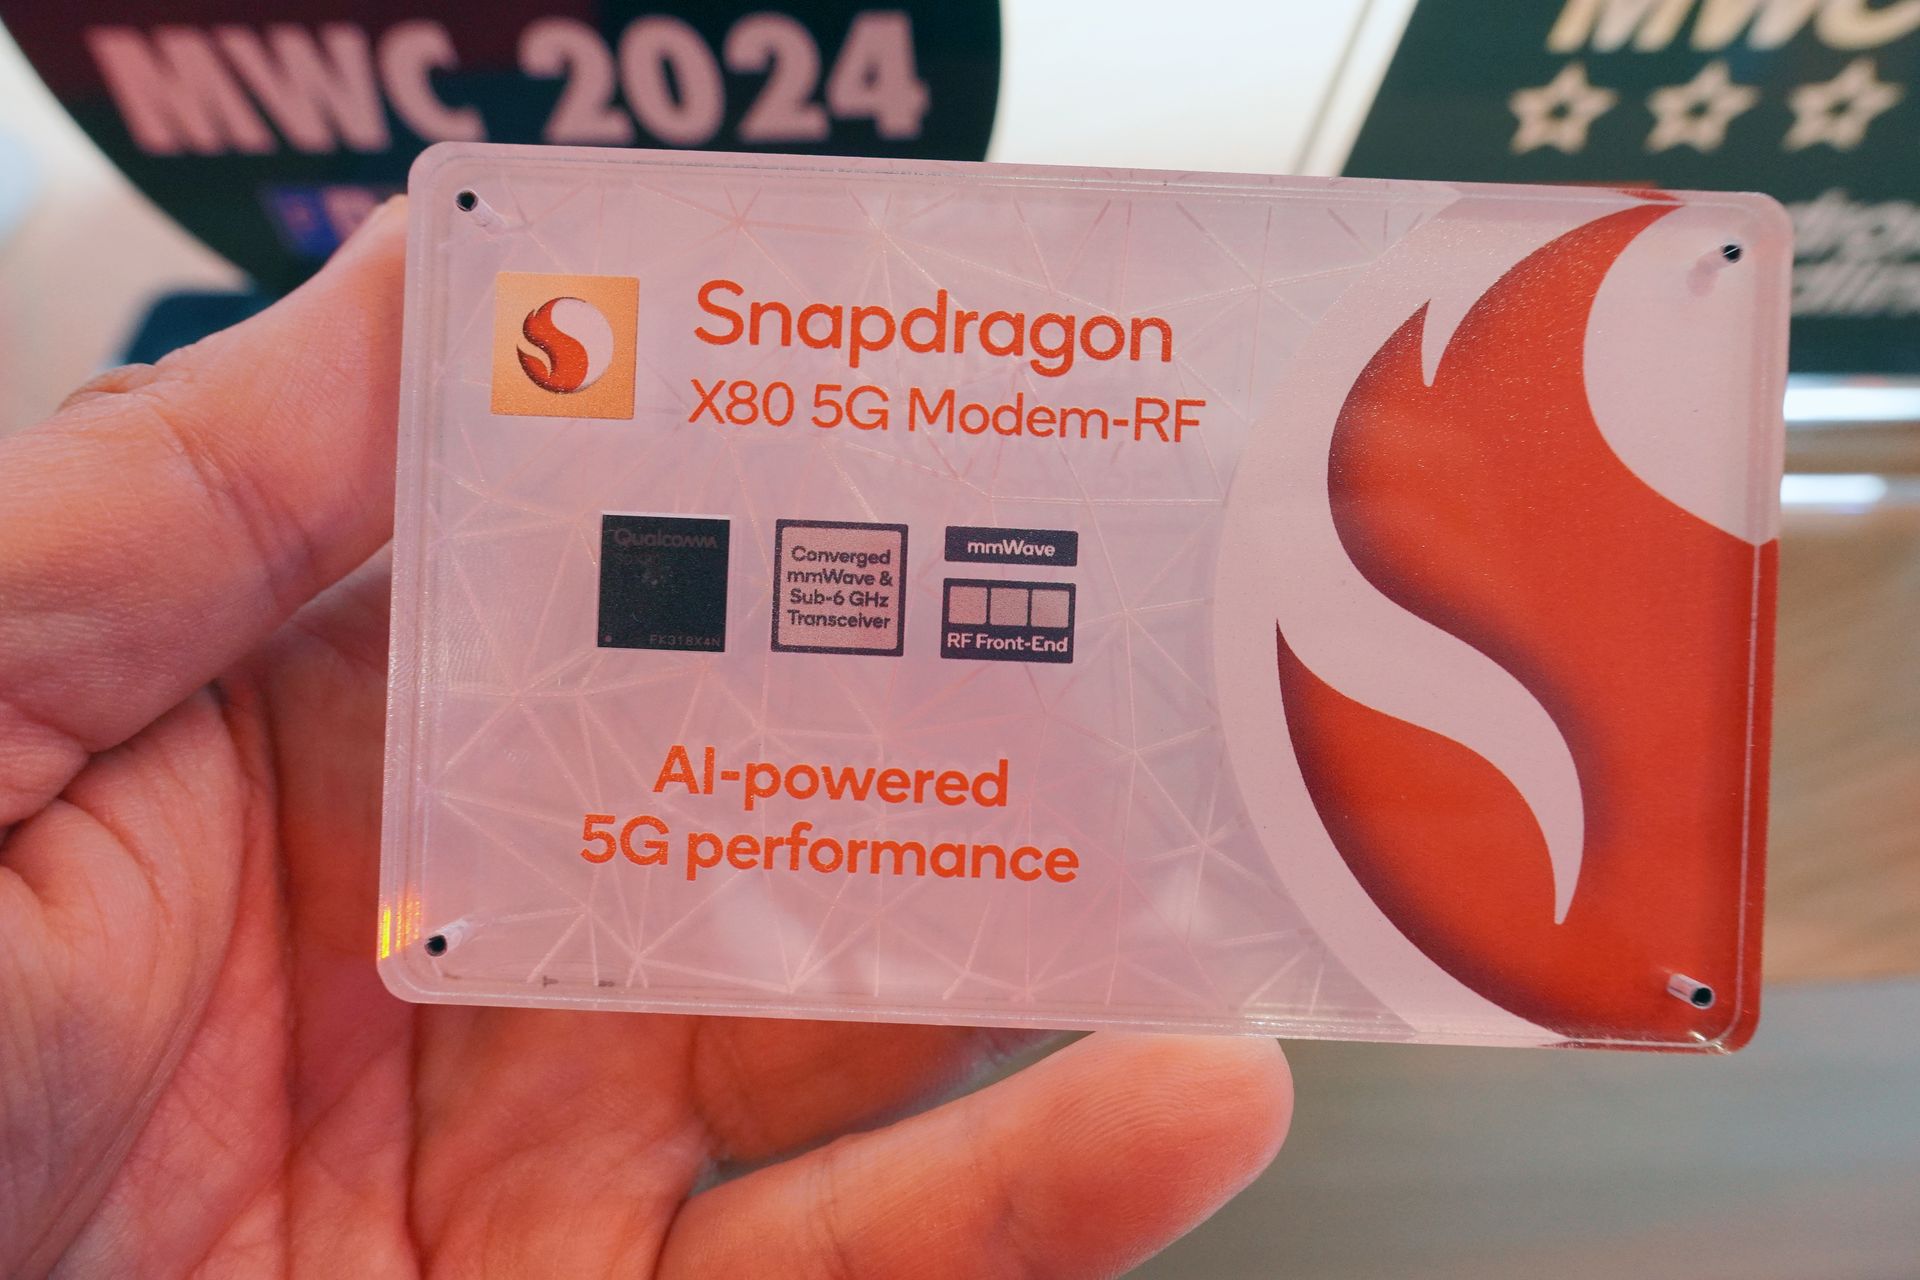 MWC 2024
MWC
Snapdragon
X80 5G Modem-RF
Qualcomm
FK318X4N
Converged
mmWave &
Sub-6 GHz
Transceiver
mmWave
RF Front-End
AI-powered
5G performance